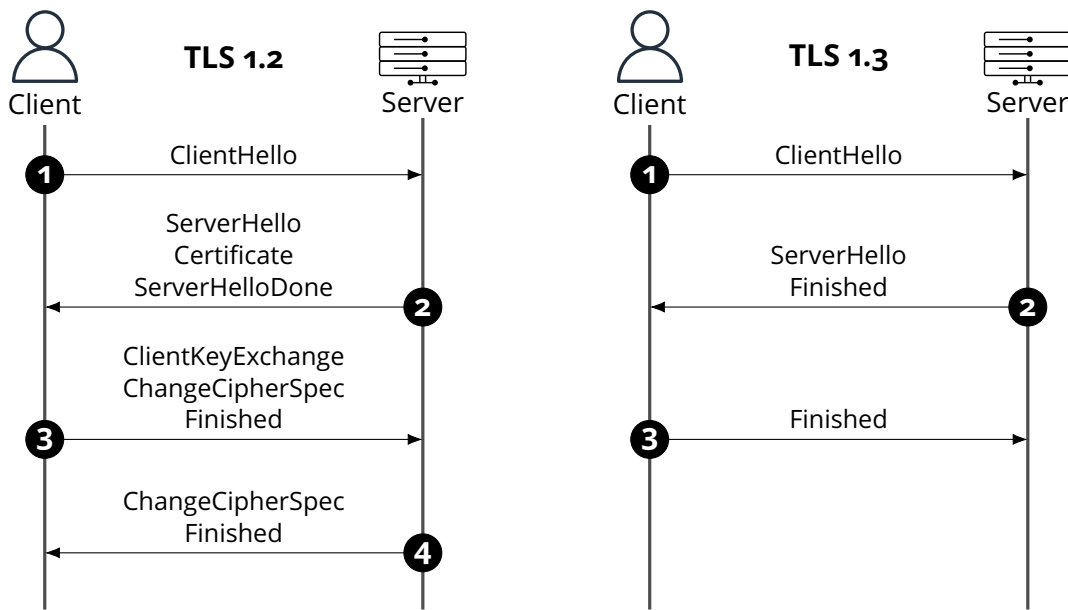 TLS 1.2
Client
Server
1
ClientHello
ServerHello
Certificate
ServerHelloDone
2
ClientKeyExchange
ChangeCipherSpec
Finished
3
ChangeCipherSpec
Finished
4
TLS 1.3
Client
Server
1
ClientHello
ServerHello
Finished
2
Finished
3